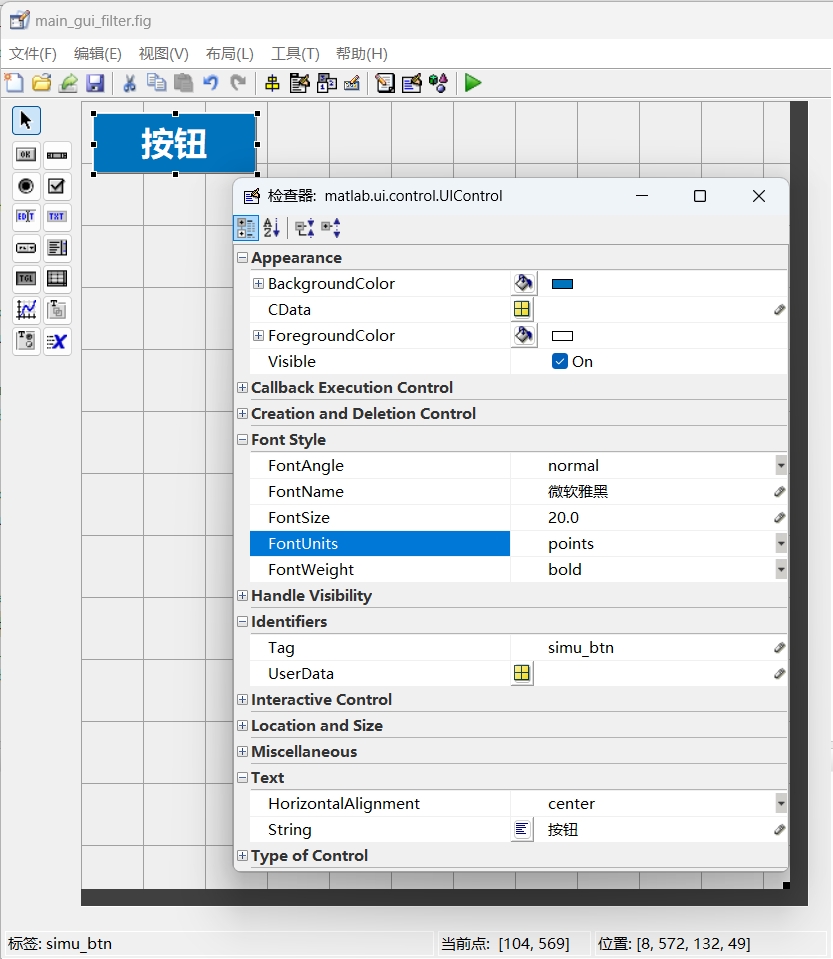 main_gui_filter.fig
文件(F) 编辑(E) 视图(V) 布局(L) 工具(T) 帮助(H)
按钮
检查器: matlab.ui.control.UIControl
Appearance
BackgroundColor
CData
ForegroundColor
Visible On
Callback Execution Control
Creation and Deletion Control
Font Style
FontAngle normal
FontName 微软雅黑
FontSize 20.0
FontUnits points
FontWeight bold
Handle Visibility
Identifiers
Tag simu_btn
UserData
Interactive Control
Location and Size
Miscellaneous
Text
HorizontalAlignment center
String 按钮
Type of Control
OK
EDIT TXT
TGL
标签: simu_btn 当前点: [104, 569] 位置: [8, 572, 132, 49]